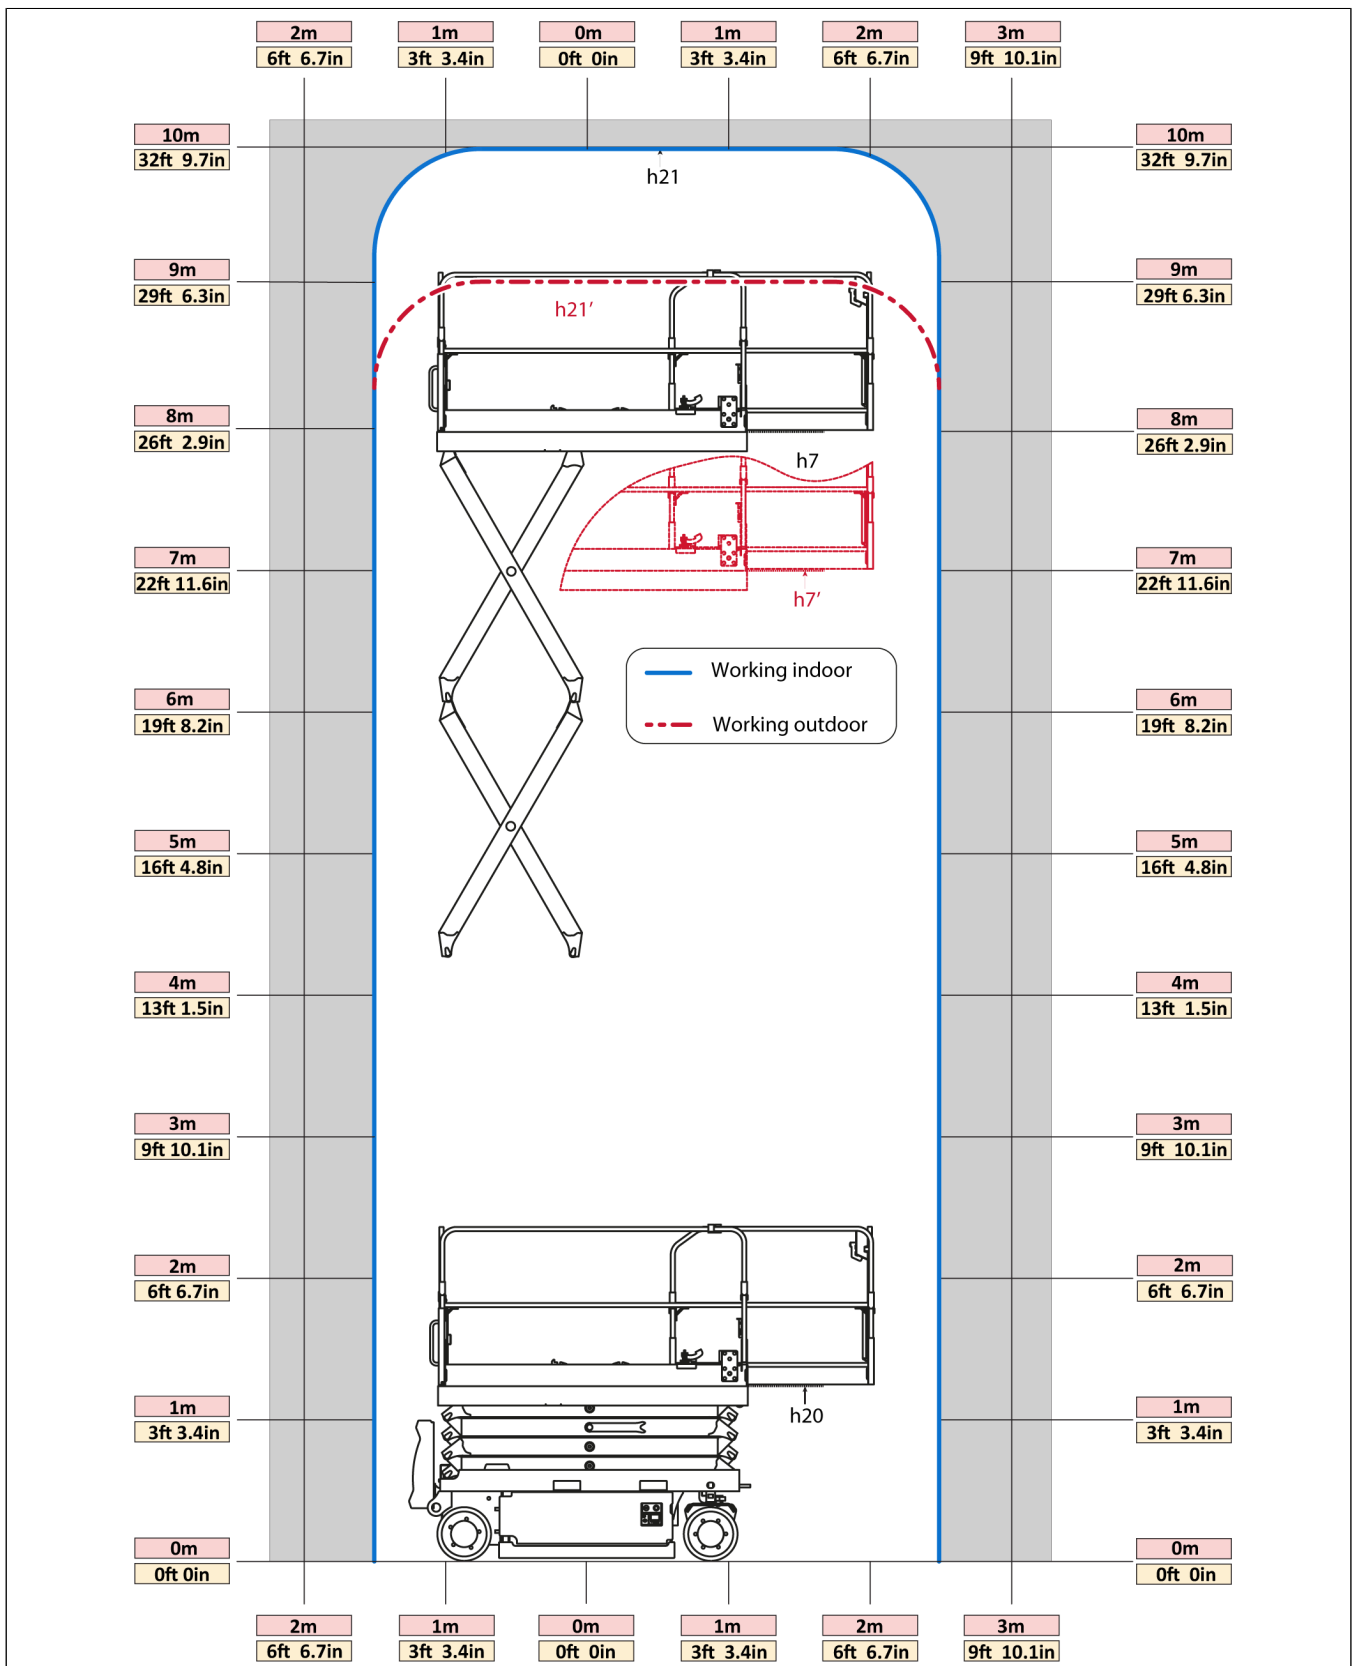 2m 1m 0m 1m 2m 3m
6ft 6.7in 3ft 3.4in 0ft 0in 3ft 3.4in 6ft 6.7in 9ft 10.1in
10m 10m
32ft 9.7in 32ft 9.7in
h21
9m 9m
29ft 6.3in 29ft 6.3in
h21′
8m 8m
26ft 2.9in 26ft 2.9in
h7
7m 7m
22ft 11.6in 22ft 11.6in
h7′
Working indoor
6m 6m
19ft 8.2in 19ft 8.2in
Working outdoor
5m 5m
16ft 4.8in 16ft 4.8in
4m 4m
13ft 1.5in 13ft 1.5in
3m 3m
9ft 10.1in 9ft 10.1in
2m 2m
6ft 6.7in 6ft 6.7in
1m 1m
h20
3ft 3.4in 3ft 3.4in
0m 0m
0ft 0in 0ft 0in
2m 1m 0m 1m 2m 3m
6ft 6.7in 3ft 3.4in 0ft 0in 3ft 3.4in 6ft 6.7in 9ft 10.1in